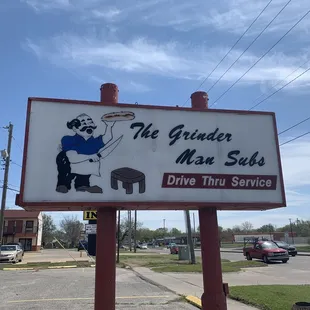 The Grinder
Man Subs
Drive Thru Service